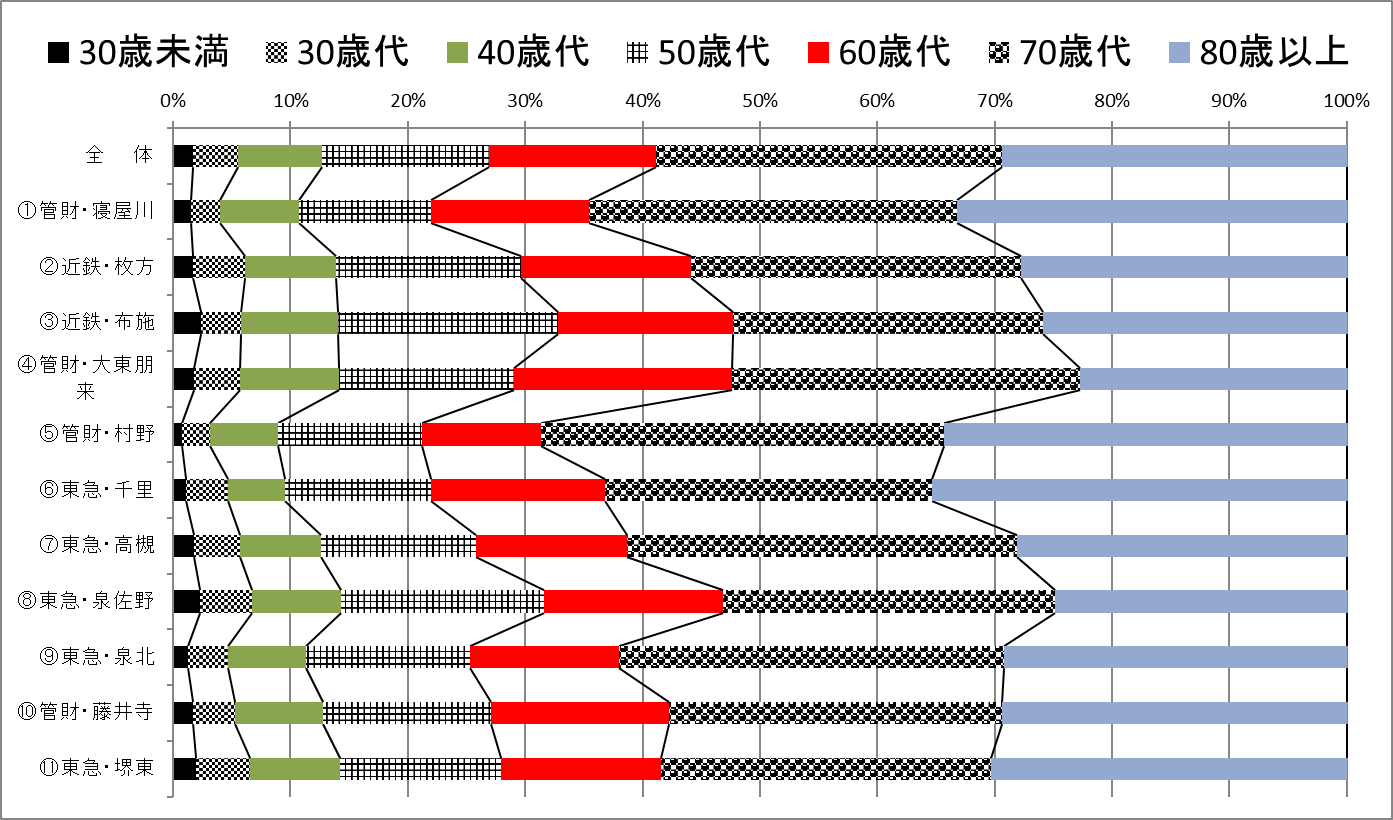 30歳未満 30歳代 40歳代 50歳代 60歳代 70歳代 80歳以上
0% 10% 20% 30% 40% 50% 60% 70% 80% 90% 100%
全 体
①管財・寝屋川
②近鉄・枚方
③近鉄・布施
④管財・大東朋
来
⑤管財・村野
⑥東急・千里
⑦東急・高槻
⑧東急・泉佐野
⑨東急・泉北
⑩管財・藤井寺
⑪東急・堺東